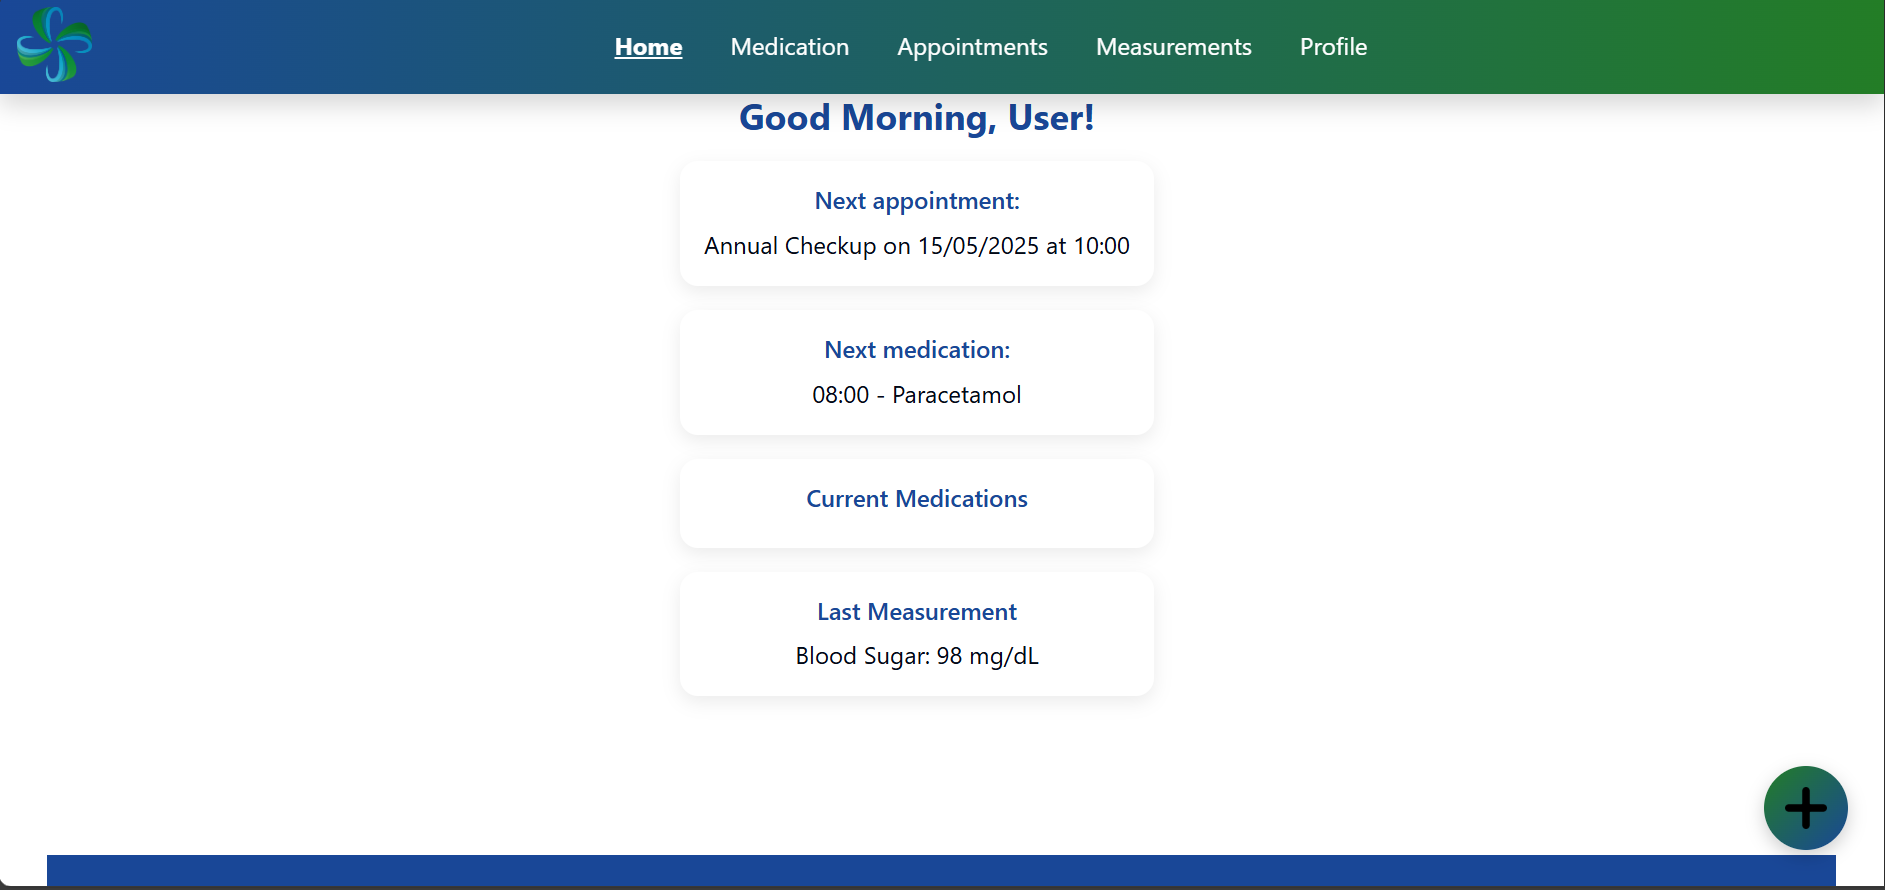 Home Medication Appointments Measurements Profile
Good Morning, User!
Next appointment:
Annual Checkup on 15/05/2025 at 10:00
Next medication:
08:00 - Paracetamol
Current Medications
Last Measurement
Blood Sugar: 98 mg/dL